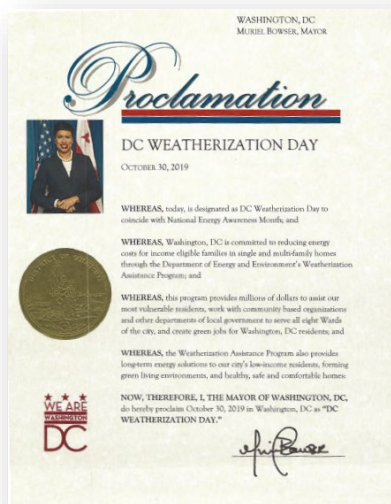 WASHINGTON, DC
MURIEL BOWSER, MAYOR
Proclamation
DC WEATHERIZATION DAY
OCTOBER 30, 2019
WHEREAS, today, is designated as DC Weatherization Day to
coincide with National Energy Awareness Month; and
WHEREAS, Washington, DC is committed to reducing energy
costs for income eligible families in single and multi-family homes
through the Department of Energy and Environment's Weatherization
Assistance Program; and
WHEREAS, this program provides millions of dollars to assist our
most vulnerable residents, work with community based organizations
and other departments of local government to serve all eight Wards
of the city, and create green jobs for Washington, DC residents; and
WHEREAS, the Weatherization Assistance Program also provides
long-term energy solutions to our city's low-income residents, forming
green living environments, and healthy, safe and comfortable homes:
NOW, THEREFORE, I, THE MAYOR OF WASHINGTON, DC,
do hereby proclaim October 30, 2019 in Washington, DC as "DC
WEATHERIZATION DAY."
WE ARE
WASHINGTON
DC